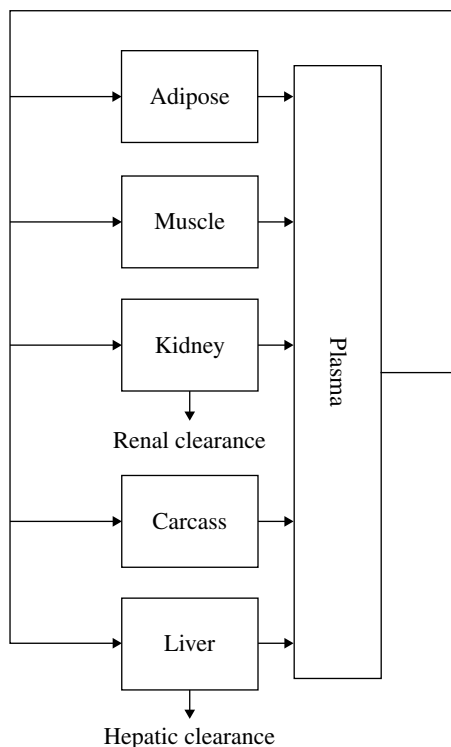 Adipose
Muscle
Kidney
Renal clearance
Carcass
Liver
Hepatic clearance
Plasma